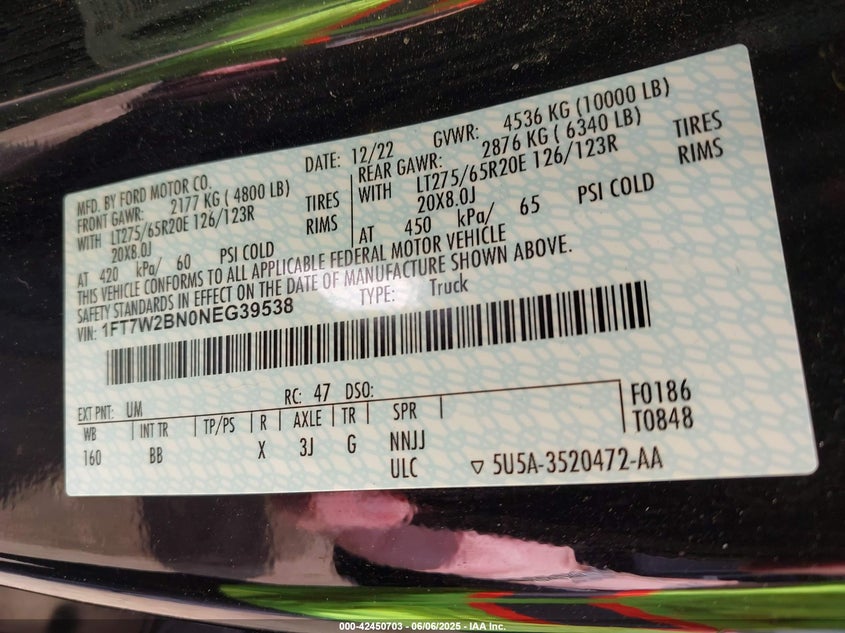 MFD. BY FORD MOTOR CO.
DATE: 12/22
GVWR: 4536 KG (10000 LB)
FRONT GAWR: 2177 KG ( 4800 LB)
REAR GAWR: 2876 KG ( 6340 LB)
WITH LT275/65R20E 126/123R TIRES
WITH LT275/65R20E 126/123R TIRES
20X8.0J RIMS
20X8.0J RIMS
AT 420 kPa/ 60 PSI COLD
AT 450 kPa/ 65 PSI COLD
THIS VEHICLE CONFORMS TO ALL APPLICABLE FEDERAL MOTOR VEHICLE
SAFETY STANDARDS IN EFFECT ON THE DATE OF MANUFACTURE SHOWN ABOVE.
VIN: 1FT7W2BN0NEG39538
TYPE: Truck
EXT PNT: UM
RC: 47 DSO:
F0186
WB INT TR TP/PS R AXLE TR SPR
T0848
160 BB X 3J G NNJJ
ULC
▽ 5U5A-3520472-AA
000-42450703 - 06/06/2025 - IAA Inc.